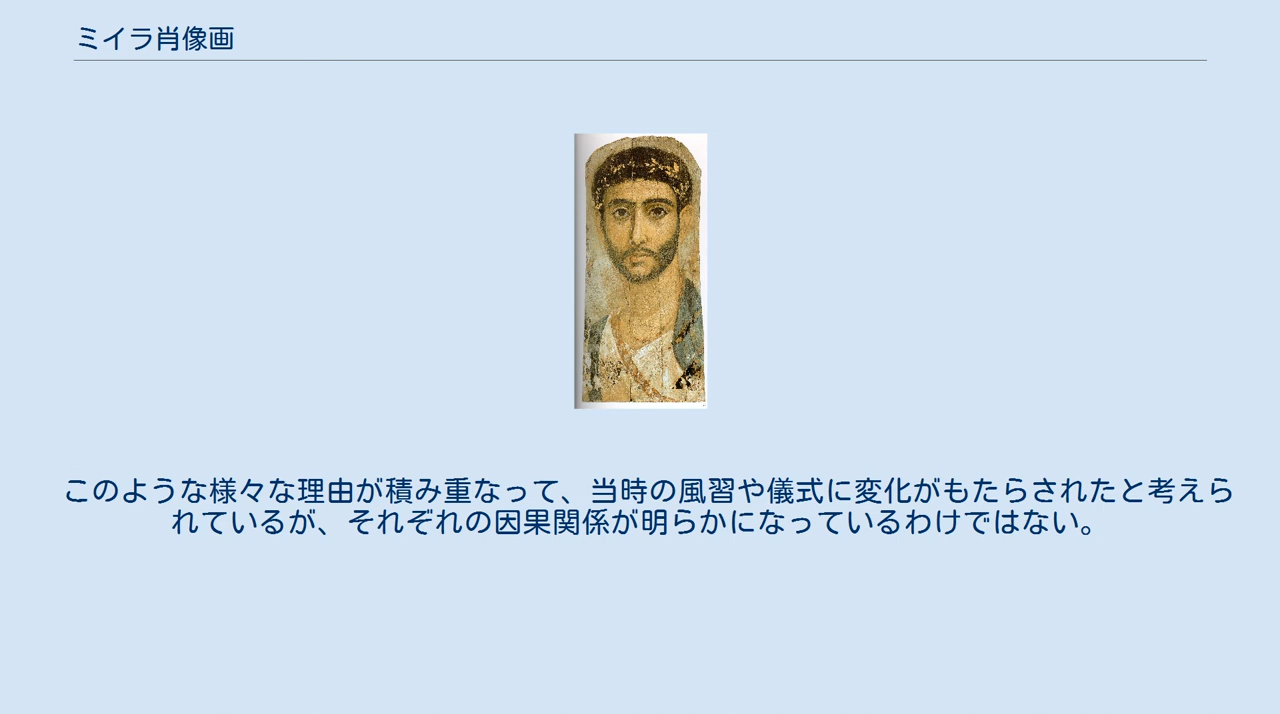 ミイラ肖像画
このような様々な理由が積み重なって、当時の風習や儀式に変化がもたらされたと考えら
れているが、それぞれの因果関係が明らかになっているわけではない。